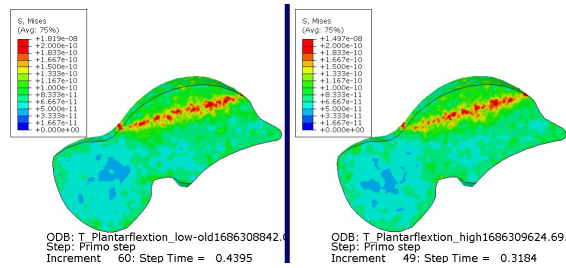 S, Mises
(Avg: 75%)
+1.819e-08
+2.000e-10
+1.833e-10
+1.667e-10
+1.500e-10
+1.333e-10
+1.167e-10
+1.000e-10
+8.333e-11
+6.667e-11
+5.000e-11
+3.333e-11
+1.667e-11
+0.000e+00
ODB: T_Plantarflextion_low-old1686308842.0
Step: Primo step
Increment 60: Step Time = 0.4395
S, Mises
(Avg: 75%)
+1.497e-08
+2.000e-10
+1.833e-10
+1.667e-10
+1.500e-10
+1.333e-10
+1.167e-10
+1.000e-10
+8.333e-11
+6.667e-11
+5.000e-11
+3.333e-11
+1.667e-11
+0.000e+00
ODB: T_Plantarflextion_high1686309624.69.
Step: Primo step
Increment 49: Step Time = 0.3184